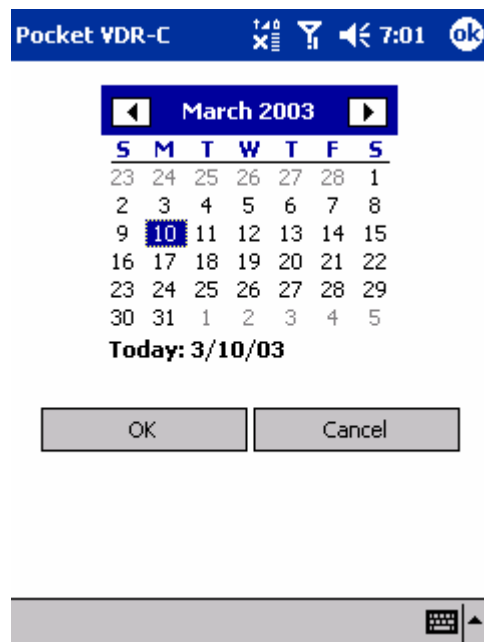 Pocket VDR-C 7:01 ok
March 2003
S M T W T F S
23 24 25 26 27 28 1
2 3 4 5 6 7 8
9 10 11 12 13 14 15
16 17 18 19 20 21 22
23 24 25 26 27 28 29
30 31 1 2 3 4 5
Today: 3/10/03
OK Cancel